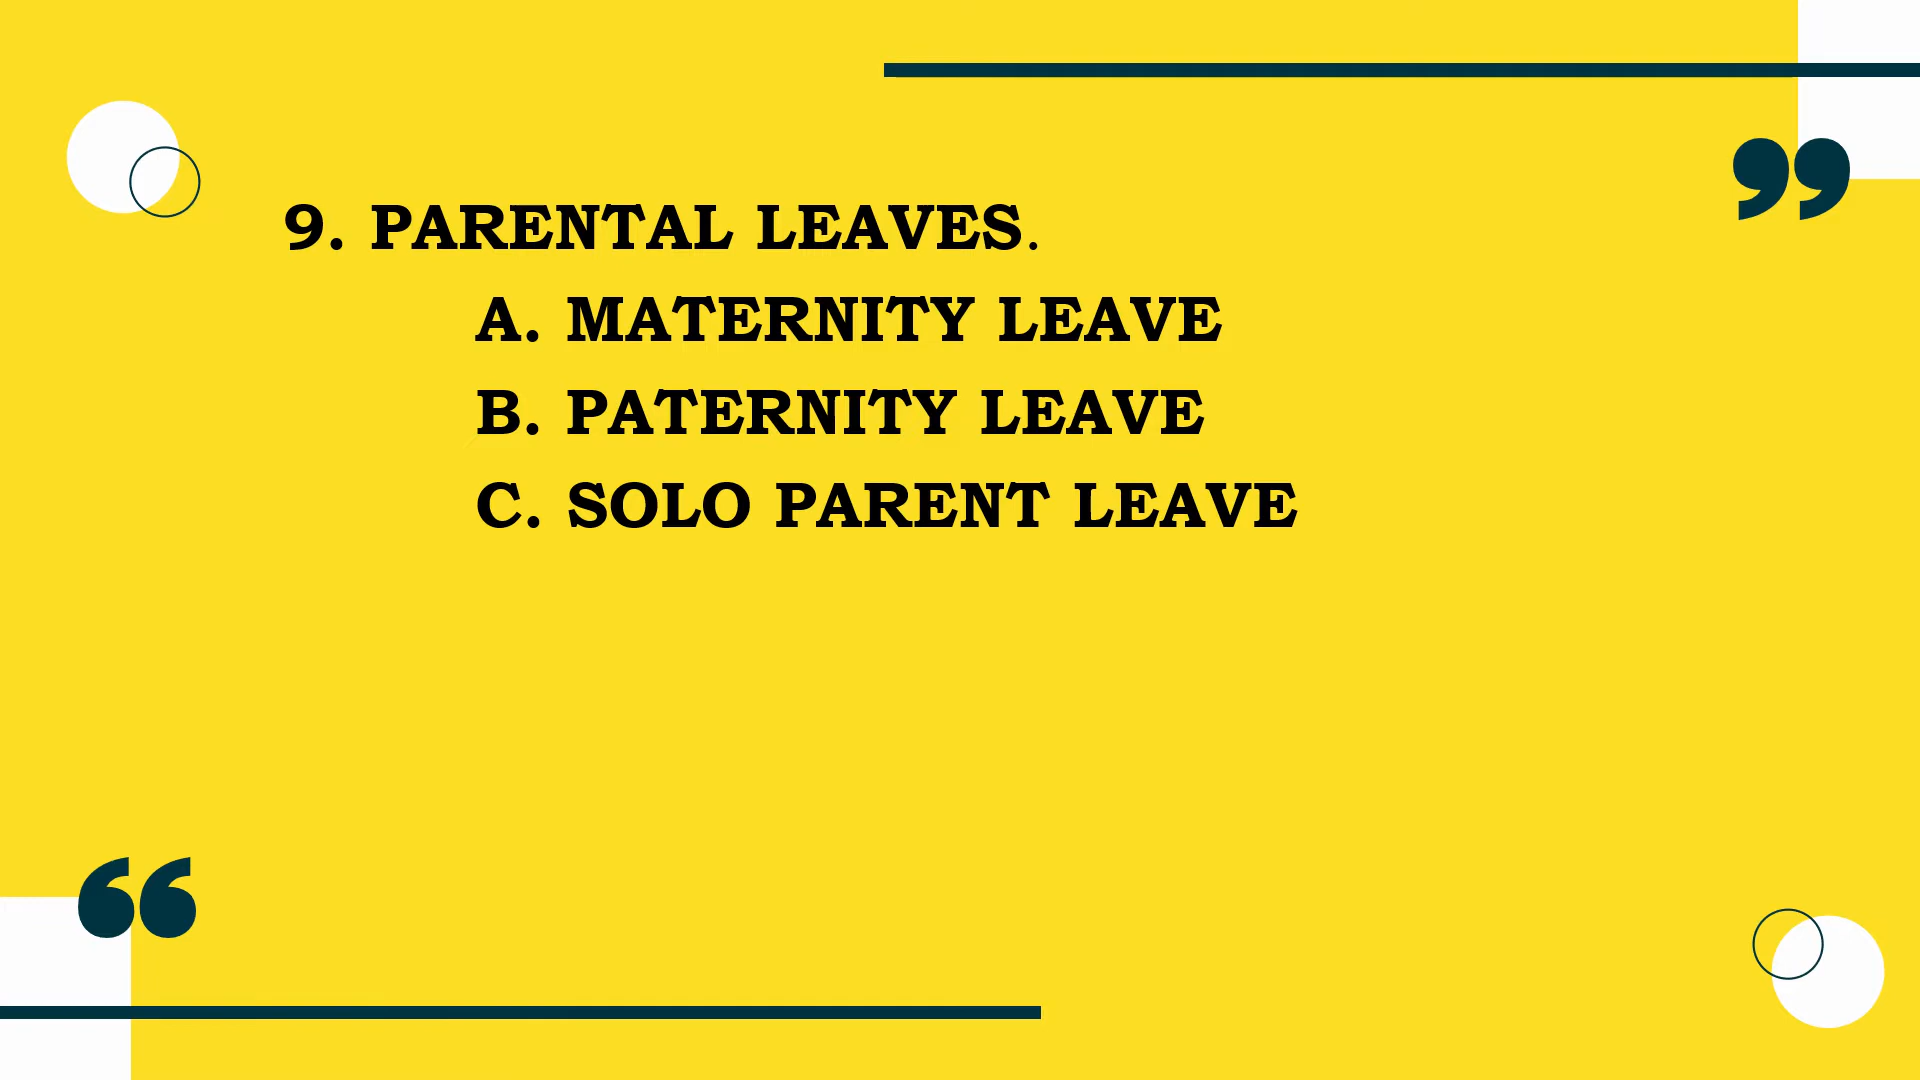 9. PARENTAL LEAVES.
A. MATERNITY LEAVE
B. PATERNITY LEAVE
C. SOLO PARENT LEAVE